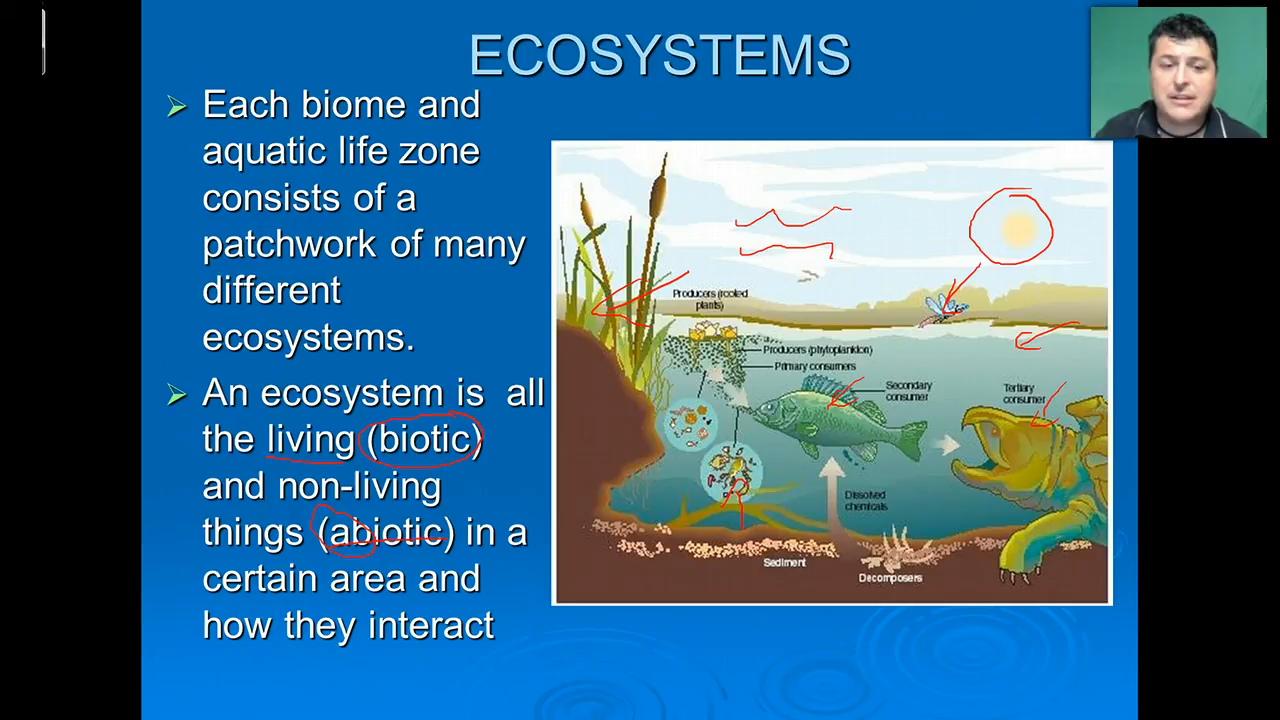 ECOSYSTEMS
Each biome and
aquatic life zone
consists of a
patchwork of many
different
ecosystems.
An ecosystem is all
the living (biotic)
and non-living
things (abiotic) in a
certain area and
how they interact
Producers (rooted
plants)
Producers (phytoplankton)
Primary consumers
Secondary
consumer
Tertiary
consumer
Dissolved
chemicals
Sediment
Decomposers